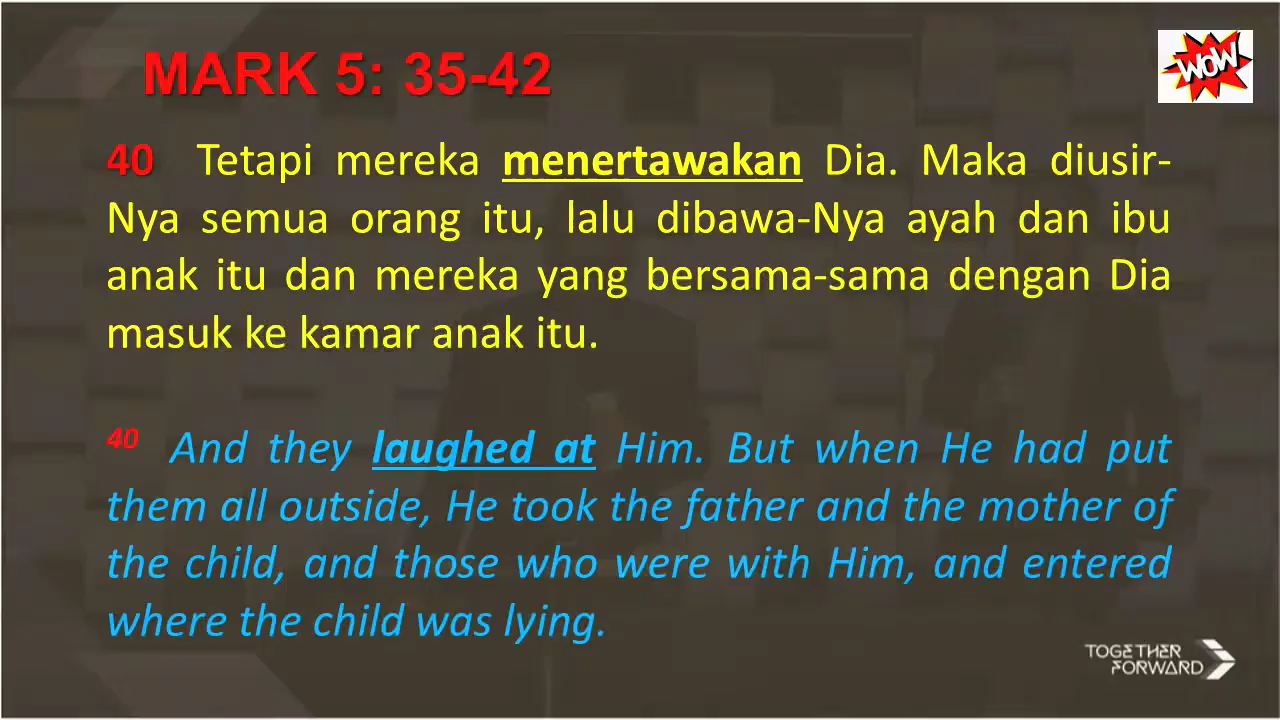 MARK 5: 35-42
WOW
40 Tetapi mereka menertawakan Dia. Maka diusir-
Nya semua orang itu, lalu dibawa-Nya ayah dan ibu
anak itu dan mereka yang bersama-sama dengan Dia
masuk ke kamar anak itu.
40 And they laughed at Him. But when He had put
them all outside, He took the father and the mother of
the child, and those who were with Him, and entered
where the child was lying.
TOGETHER
FORWARD